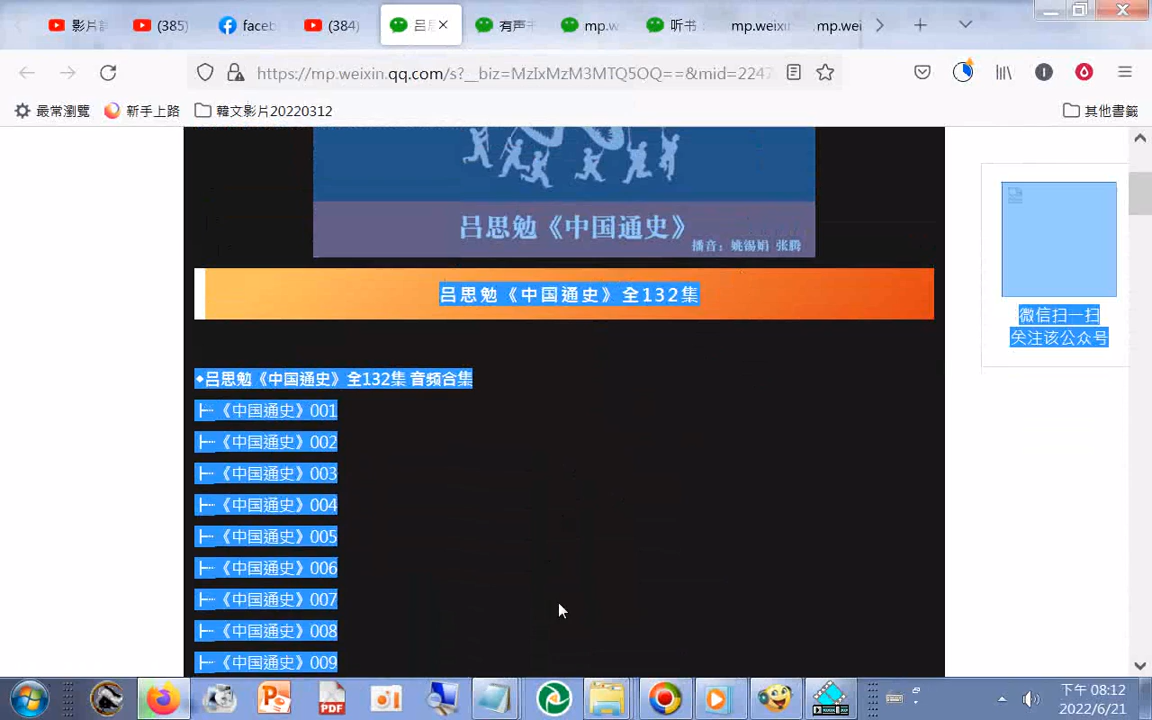 影片
(385)
faceb
(384)
吕
有声
mp.w
听书
mp.weixin
mp.wei
https://mp.weixin.qq.com/s?__biz=MzIxMzM3MTQ5OQ==&mid=2247
最常瀏覽
新手上路
韓文影片20220312
其他書籤
吕思勉《中国通史》
播音：姚锡娟 张腾
吕思勉《中国通史》全132集
◆吕思勉《中国通史》全132集 音频合集
├┈《中国通史》001
├┈《中国通史》002
├┈《中国通史》003
├┈《中国通史》004
├┈《中国通史》005
├┈《中国通史》006
├┈《中国通史》007
├┈《中国通史》008
├┈《中国通史》009
微信扫一扫
关注该公众号
PDF
下午 08:12
2022/6/21